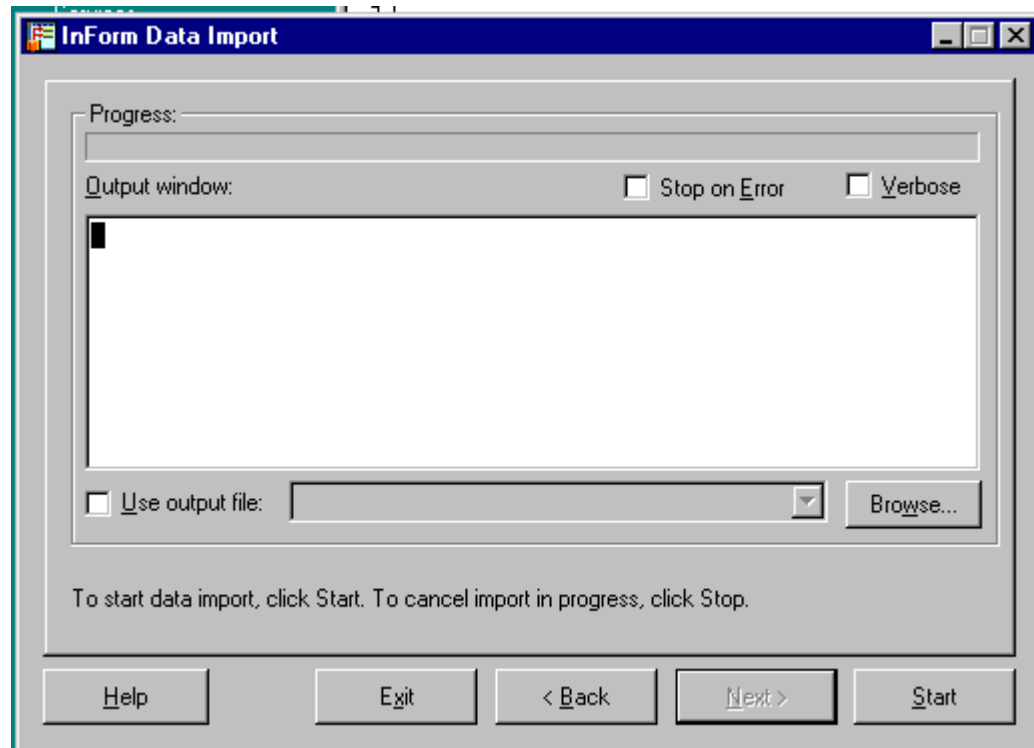 InForm Data Import
Progress:
Output window:
Stop on Error
Verbose
Use output file:
Browse...
To start data import, click Start. To cancel import in progress, click Stop.
Help
Exit
< Back
Next >
Start